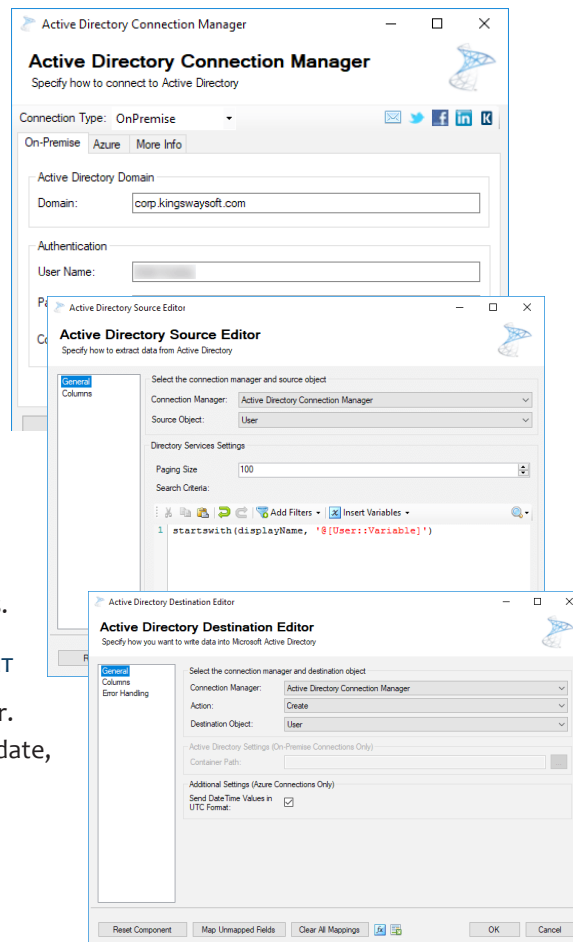 Active Directory Connection Manager
Active Directory Connection Manager
Specify how to connect to Active Directory
Connection Type: OnPremise
On-Premise Azure More Info
Active Directory Domain
Domain: corp.kingswaysoft.com
Authentication
User Name:
Active Directory Source Editor
Active Directory Source Editor
Specify how to extract data from Active Directory
General
Columns
Select the connection manager and source object
Connection Manager: Active Directory Connection Manager
Source Object: User
Directory Services Settings
Paging Size 100
Search Criteria:
Add Filters Insert Variables
1 startswith(displayName, '@[User::Variable]')
Active Directory Destination Editor
Active Directory Destination Editor
Specify how you want to write data into Microsoft Active Directory
General
Columns
Error Handling
Select the connection manager and destination object
Connection Manager: Active Directory Connection Manager
Action: Create
Destination Object: User
Active Directory Settings (On-Premise Connections Only)
Container Path:
Additional Settings (Azure Connections Only)
Send DateTime Values in
UTC Format:
Reset Component Map Unmapped Fields Clear All Mappings OK Cancel